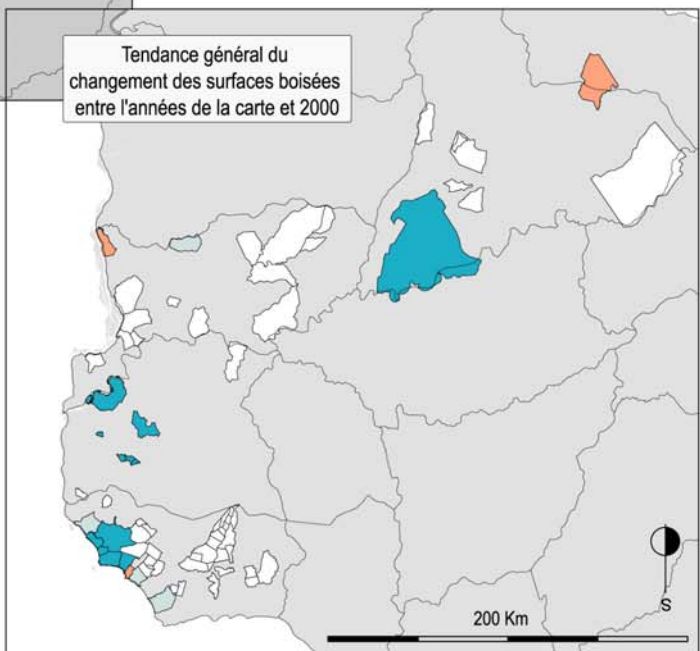 Tendance général du
changement des surfaces boisées
entre l'années de la carte et 2000
S
200 Km